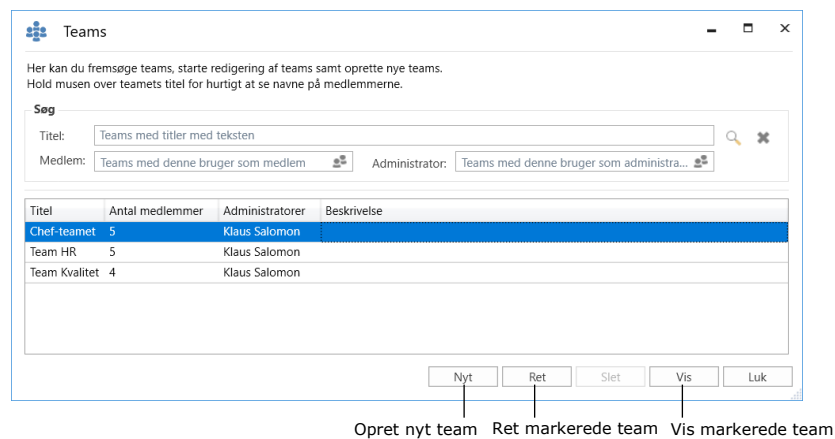 Teams
Her kan du fremsøge teams, starte redigering af teams samt oprette nye teams.
Hold musen over teamets titel for hurtigt at se navne på medlemmerne.
Søg
Titel: Teams med titler med teksten
Medlem: Teams med denne bruger som medlem Administrator: Teams med denne bruger som administra...
Titel Antal medlemmer Administratorer Beskrivelse
Chef-teamet 5 Klaus Salomon
Team HR 5 Klaus Salomon
Team Kvalitet 4 Klaus Salomon
Nyt Ret Slet Vis Luk
Opret nyt team Ret markerede team Vis markerede team